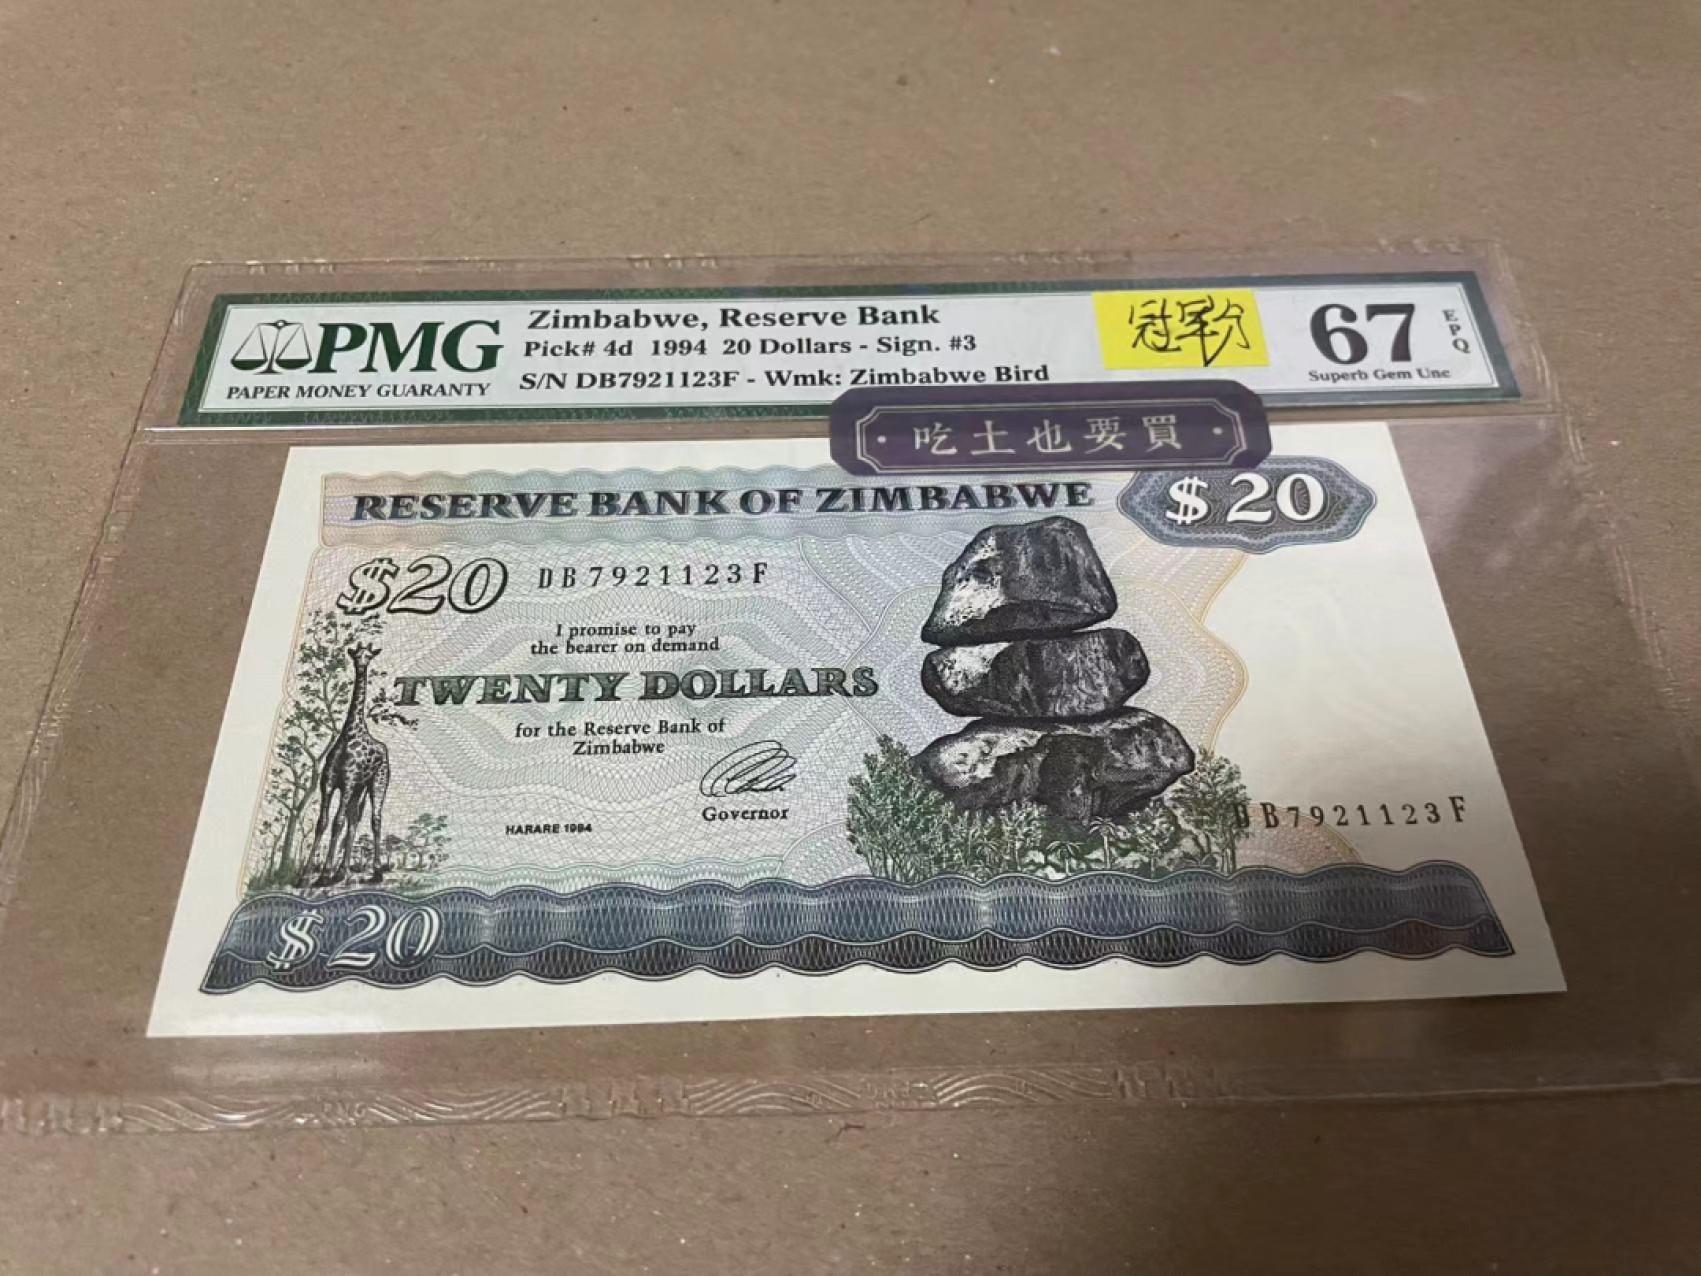 PMG
PAPER MONEY GUARANTY
Zimbabwe, Reserve Bank
Pick# 4d 1994 20 Dollars - Sign. #3
S/N DB7921123F - Wmk: Zimbabwe Bird
冠军分
67
EPQ
Superb Gem Unc
·吃土也要買·
RESERVE BANK OF ZIMBABWE
$20
$20
DB7921123F
I promise to pay
the bearer on demand
TWENTY DOLLARS
for the Reserve Bank of
Zimbabwe
Governor
HARARE 1994
DB7921123F
$20